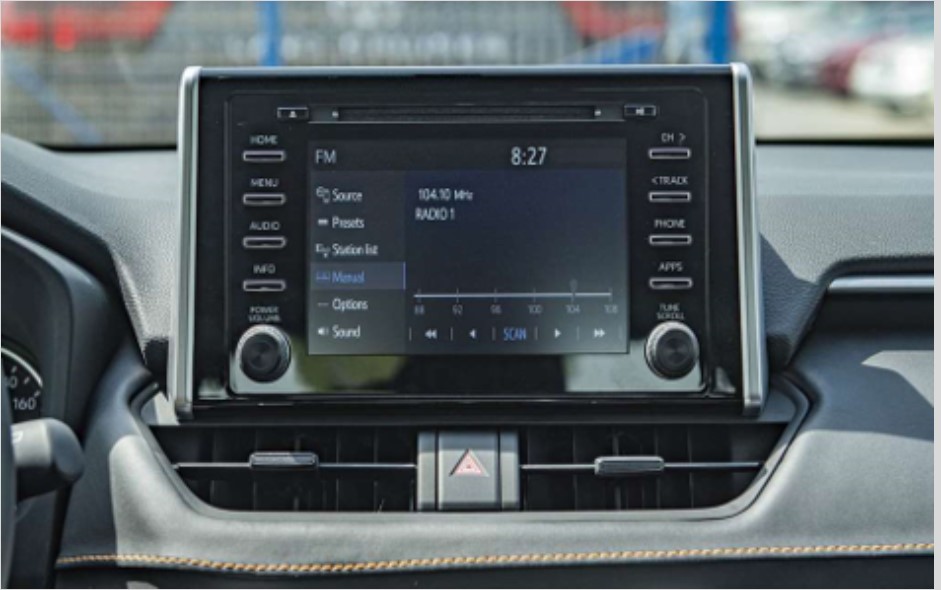 HOME
MENU
AUDIO
INFO
POWER
VOLUME
FM
8:27
Source
Presets
Station list
Manual
Options
Sound
104.10 MHz
RADIO 1
88 92 96 100 104 108
SCAN
CH >
<TRACK
PHONE
APPS
TUNE
SCROLL
160